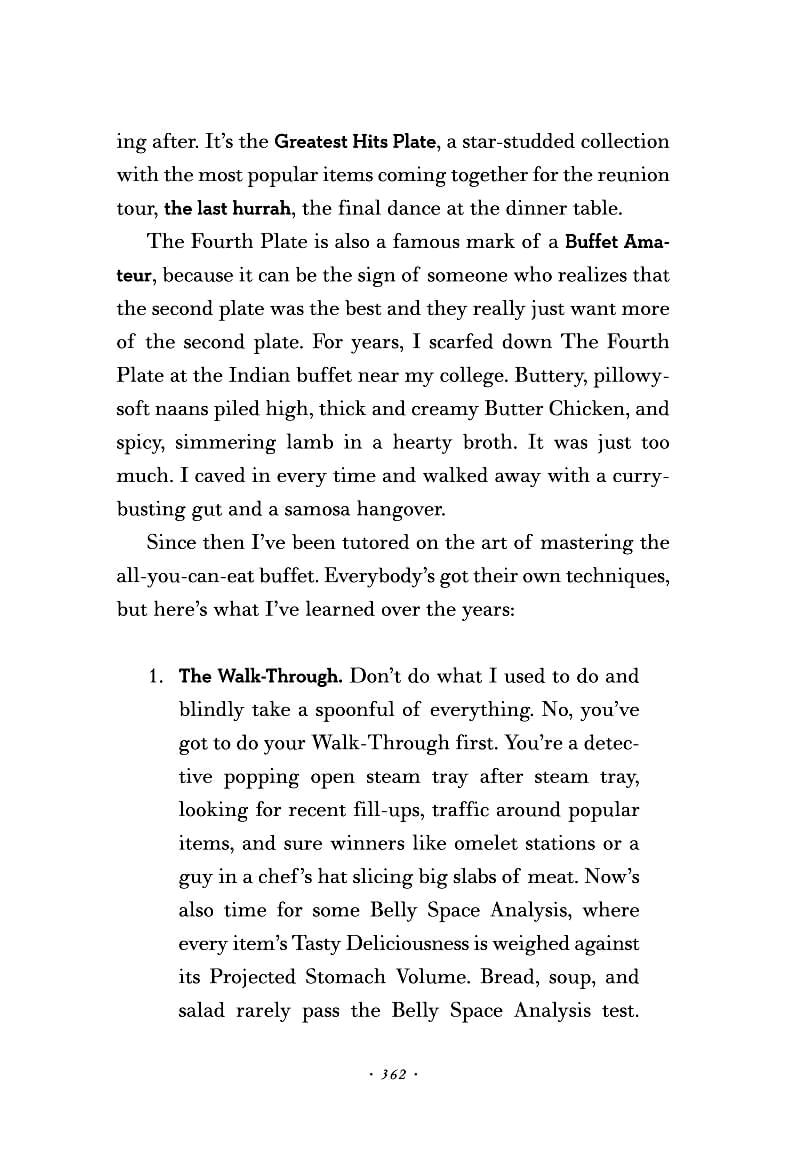 ing after. It’s the Greatest Hits Plate, a star-studded collection
with the most popular items coming together for the reunion
tour, the last hurrah, the final dance at the dinner table.
The Fourth Plate is also a famous mark of a Buffet Ama-
teur, because it can be the sign of someone who realizes that
the second plate was the best and they really just want more
of the second plate. For years, I scarfed down The Fourth
Plate at the Indian buffet near my college. Buttery, pillowy-
soft naans piled high, thick and creamy Butter Chicken, and
spicy, simmering lamb in a hearty broth. It was just too
much. I caved in every time and walked away with a curry-
busting gut and a samosa hangover.
Since then I’ve been tutored on the art of mastering the
all-you-can-eat buffet. Everybody’s got their own techniques,
but here’s what I’ve learned over the years:
1. The Walk-Through. Don’t do what I used to do and
blindly take a spoonful of everything. No, you’ve
got to do your Walk-Through first. You’re a detec-
tive popping open steam tray after steam tray,
looking for recent fill-ups, traffic around popular
items, and sure winners like omelet stations or a
guy in a chef’s hat slicing big slabs of meat. Now’s
also time for some Belly Space Analysis, where
every item’s Tasty Deliciousness is weighed against
its Projected Stomach Volume. Bread, soup, and
salad rarely pass the Belly Space Analysis test.
· 362 ·